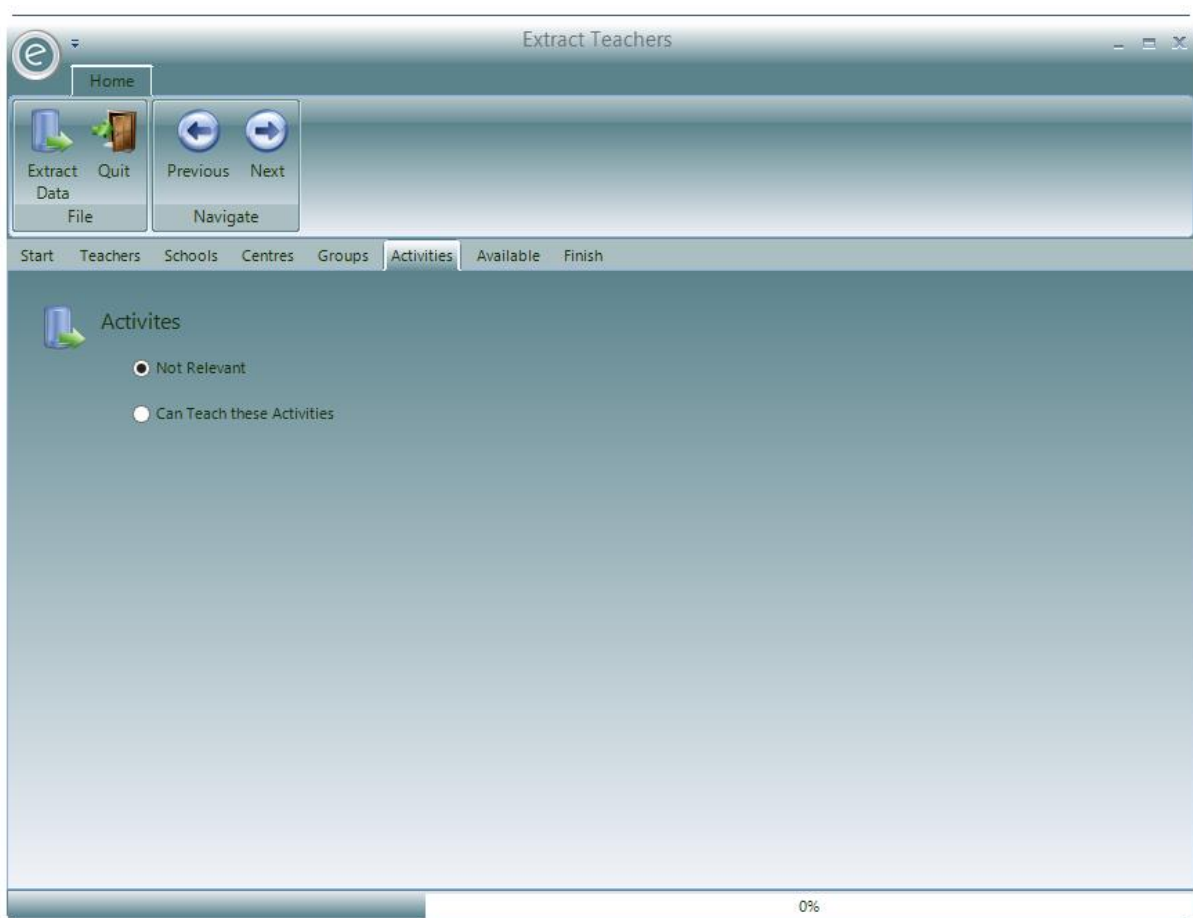 e
Extract Teachers
Home
Extract Quit Previous Next
Data
File Navigate
Start Teachers Schools Centres Groups Activities Available Finish
Activites
Not Relevant
Can Teach these Activities
0%